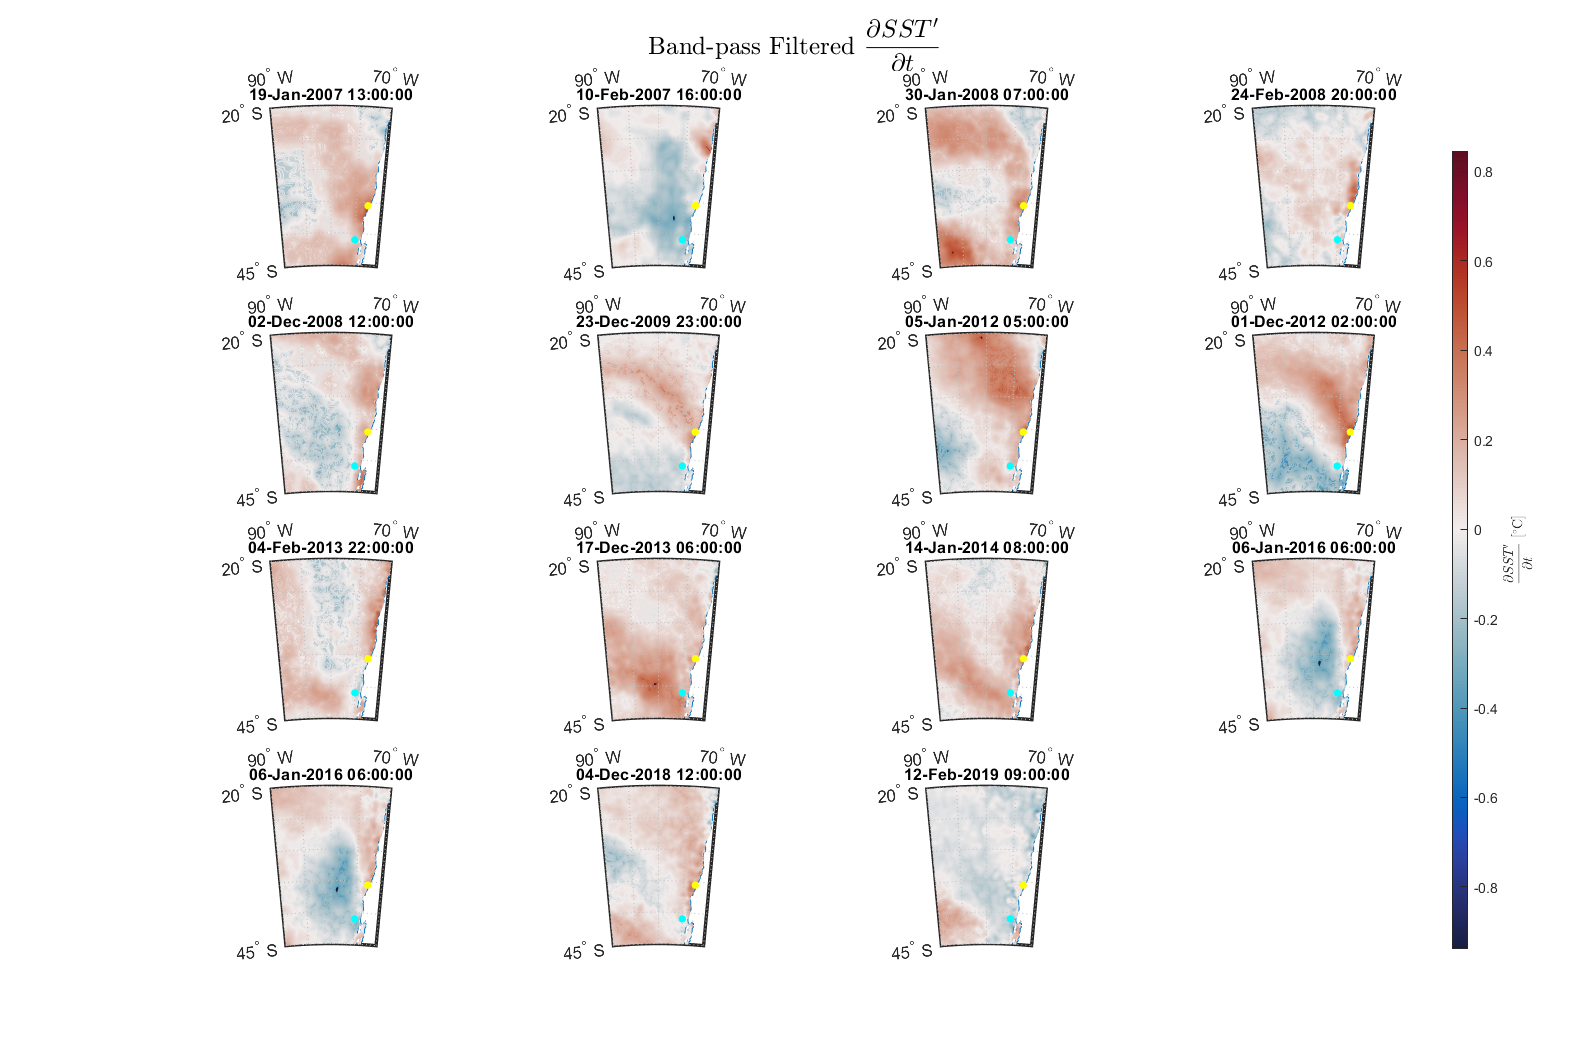 Band-pass Filtered ∂SST′/∂t
90° W 70° W 90° W 70° W 90° W 70° W 90° W 70° W
19-Jan-2007 13:00:00 10-Feb-2007 16:00:00 30-Jan-2008 07:00:00 24-Feb-2008 20:00:00
20° S 20° S 20° S 20° S
45° S 45° S 45° S 45° S
90° W 70° W 90° W 70° W 90° W 70° W 90° W 70° W
02-Dec-2008 12:00:00 23-Dec-2009 23:00:00 05-Jan-2012 05:00:00 01-Dec-2012 02:00:00
20° S 20° S 20° S 20° S
45° S 45° S 45° S 45° S
90° W 70° W 90° W 70° W 90° W 70° W 90° W 70° W
04-Feb-2013 22:00:00 17-Dec-2013 06:00:00 14-Jan-2014 08:00:00 06-Jan-2016 06:00:00
20° S 20° S 20° S 20° S
45° S 45° S 45° S 45° S
90° W 70° W 90° W 70° W 90° W 70° W
06-Jan-2016 06:00:00 04-Dec-2018 12:00:00 12-Feb-2019 09:00:00
20° S 20° S 20° S
45° S 45° S 45° S
0.8
0.6
0.4
0.2
0
-0.2
-0.4
-0.6
-0.8
∂SST′/∂t [°C]